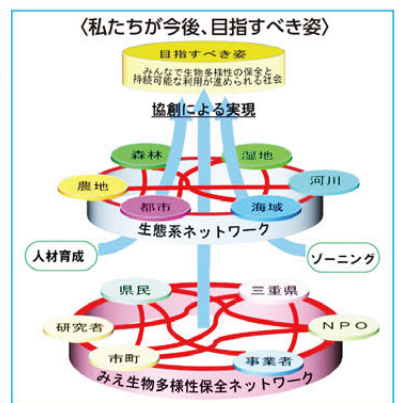 〈私たちが今後、目指すべき姿〉
目指すべき姿
みんなで生物多様性の保全と
持続可能な利用が進められる社会
協創による実現
森林
湿地
農地
河川
都市
海域
生態系ネットワーク
人材育成
ゾーニング
県民
三重県
研究者
NPO
市町
事業者
みえ生物多様性保全ネットワーク